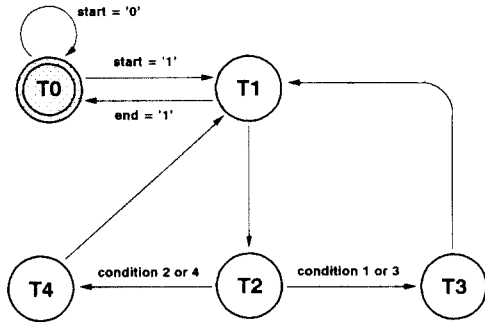 start = '0'
start = '1'
T0
T1
end = '1'
condition 2 or 4
condition 1 or 3
T4
T2
T3